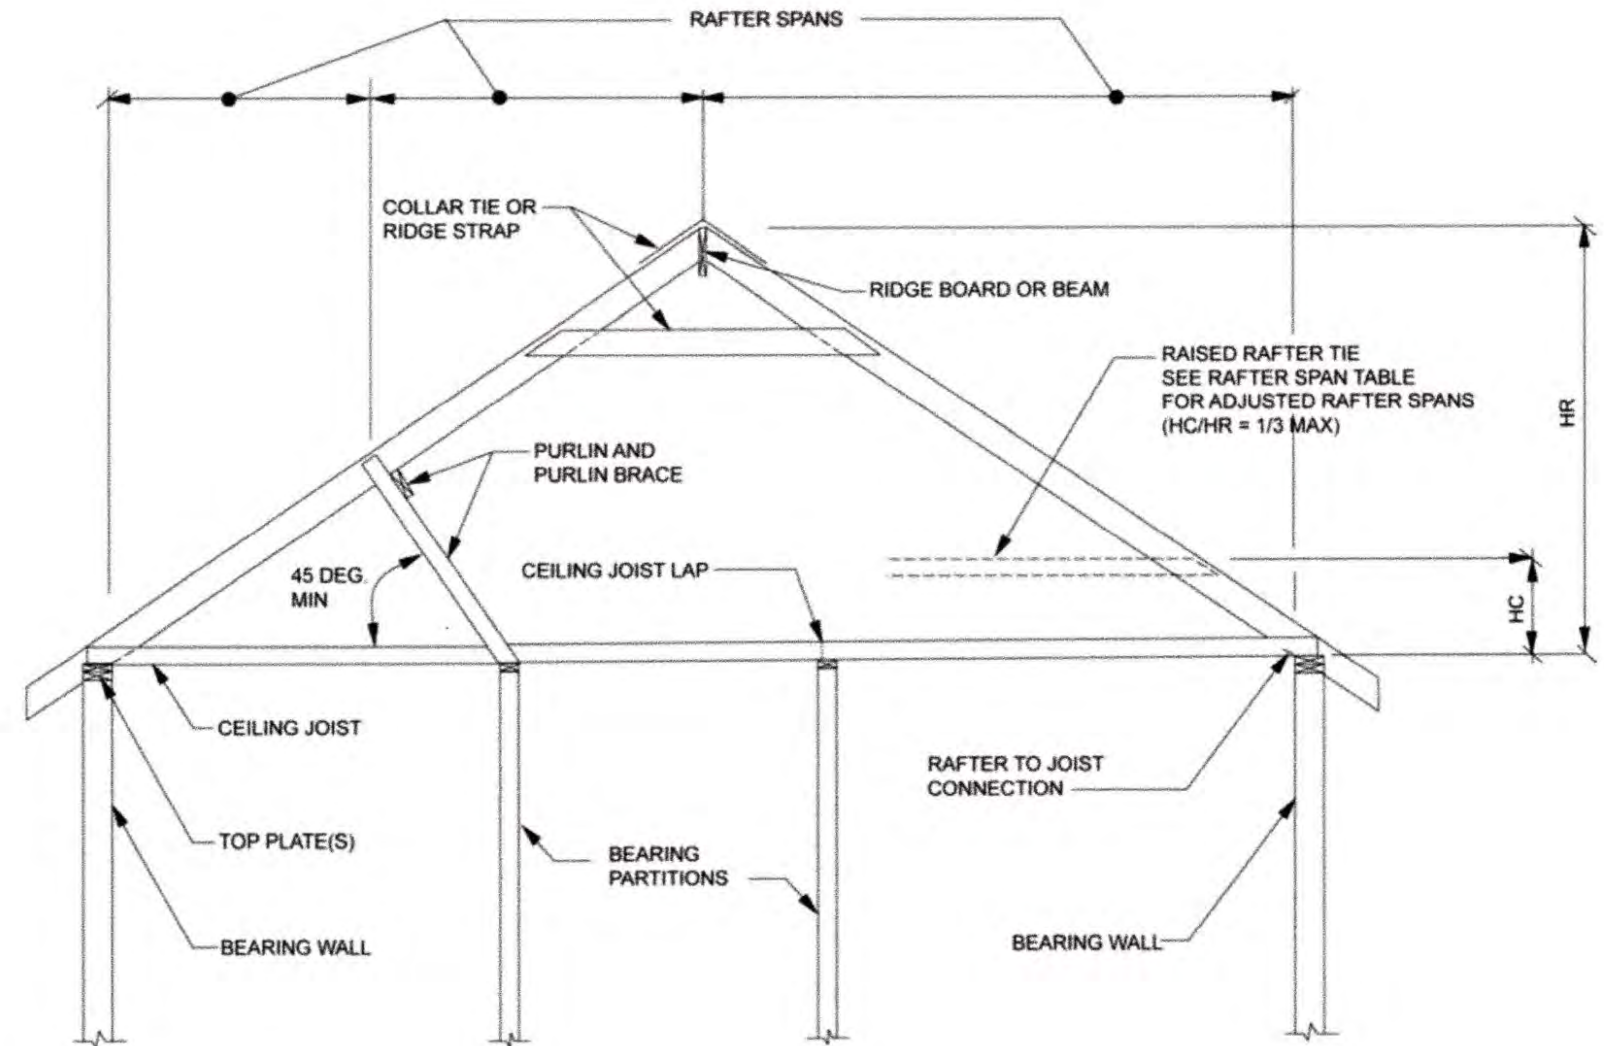 RAFTER SPANS
COLLAR TIE OR
RIDGE STRAP
RIDGE BOARD OR BEAM
RAISED RAFTER TIE
SEE RAFTER SPAN TABLE
FOR ADJUSTED RAFTER SPANS
(HC/HR = 1/3 MAX)
HR
PURLIN AND
PURLIN BRACE
45 DEG.
MIN
CEILING JOIST LAP
HC
CEILING JOIST
RAFTER TO JOIST
CONNECTION
TOP PLATE(S)
BEARING
PARTITIONS
BEARING WALL
BEARING WALL